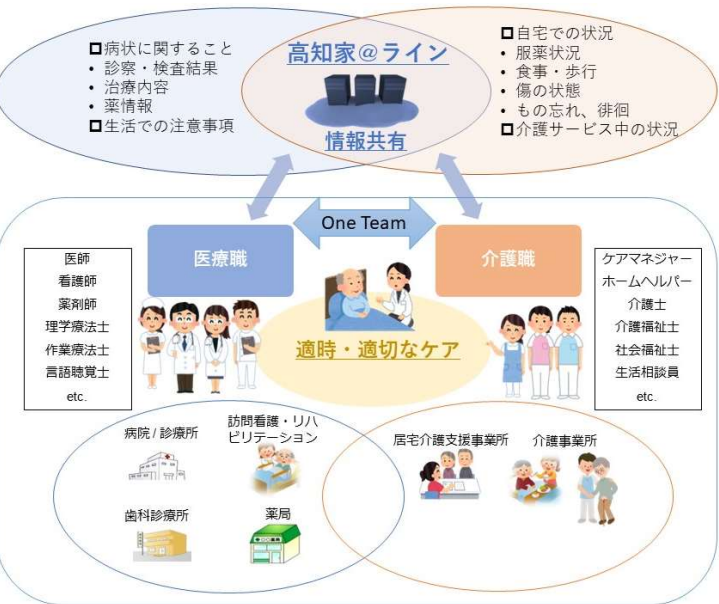 高知家@ライン
情報共有
□病状に関すること
• 診察・検査結果
• 治療内容
• 薬情報
□生活での注意事項
□自宅での状況
• 服薬状況
• 食事・歩行
• 傷の状態
• もの忘れ、徘徊
□介護サービス中の状況
One Team
医療職
介護職
医師
看護師
薬剤師
理学療法士
作業療法士
言語聴覚士
etc.
適時・適切なケア
ケアマネジャー
ホームヘルパー
介護士
介護福祉士
社会福祉士
生活相談員
etc.
病院/診療所
訪問看護・リハ
ビリテーション
歯科診療所
薬局
居宅介護支援事業所
介護事業所